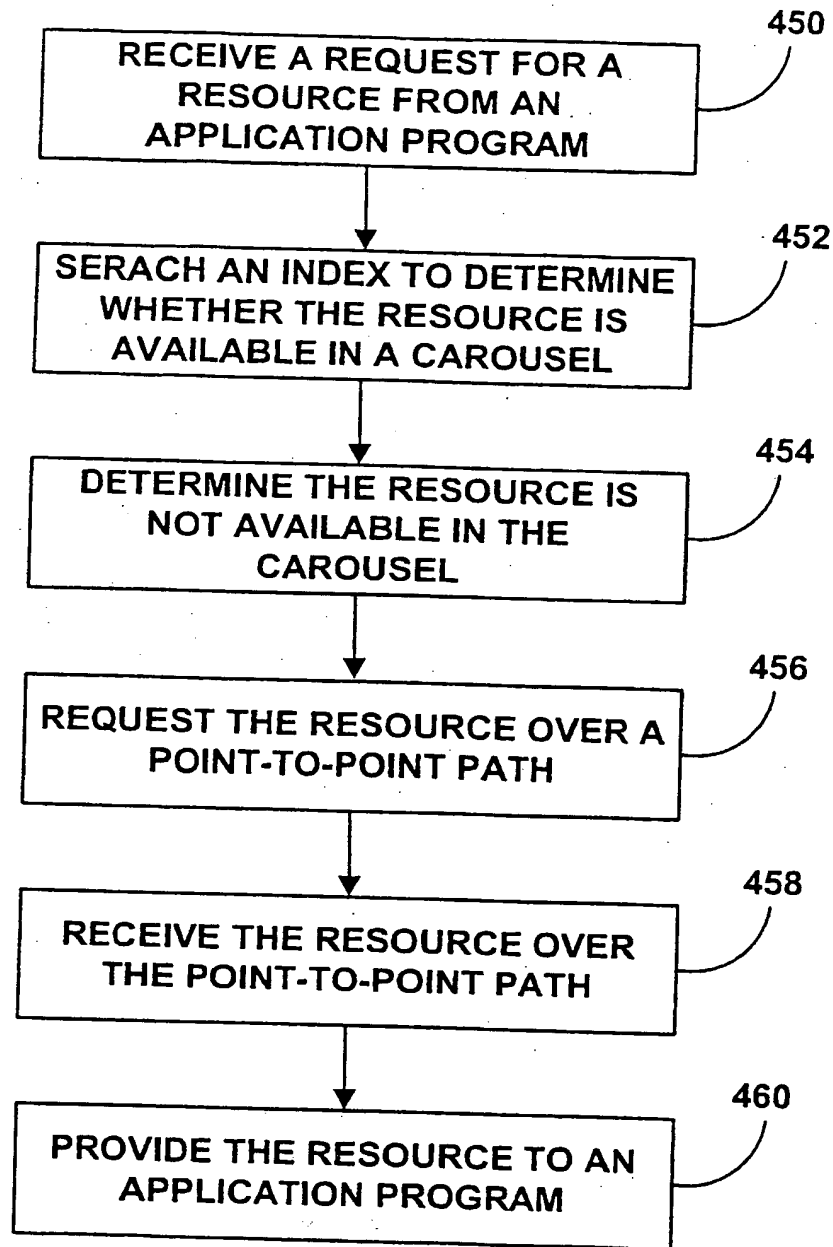 450
RECEIVE A REQUEST FOR A
RESOURCE FROM AN
APPLICATION PROGRAM
452
SERACH AN INDEX TO DETERMINE
WHETHER THE RESOURCE IS
AVAILABLE IN A CAROUSEL
454
DETERMINE THE RESOURCE IS
NOT AVAILABLE IN THE
CAROUSEL
456
REQUEST THE RESOURCE OVER A
POINT-TO-POINT PATH
458
RECEIVE THE RESOURCE OVER
THE POINT-TO-POINT PATH
460
PROVIDE THE RESOURCE TO AN
APPLICATION PROGRAM